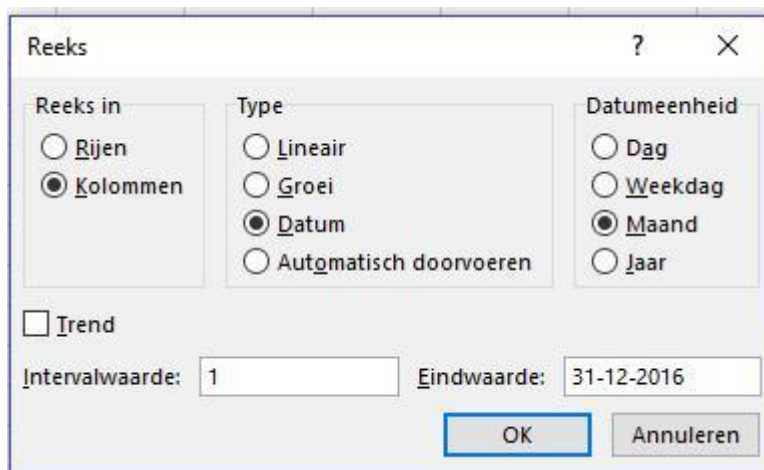 Reeks ?
Reeks in
Rijen
Kolommen
Type
Lineair
Groei
Datum
Automatisch doorvoeren
Datumeenheid
Dag
Weekdag
Maand
Jaar
Trend
Intervalwaarde: 1 Eindwaarde: 31-12-2016
OK Annuleren